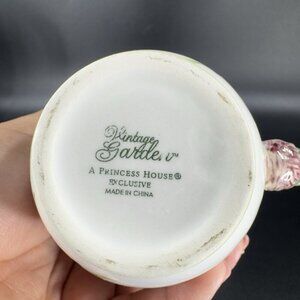 Vintage
Garden™
A PRINCESS HOUSE®
EXCLUSIVE
MADE IN CHINA